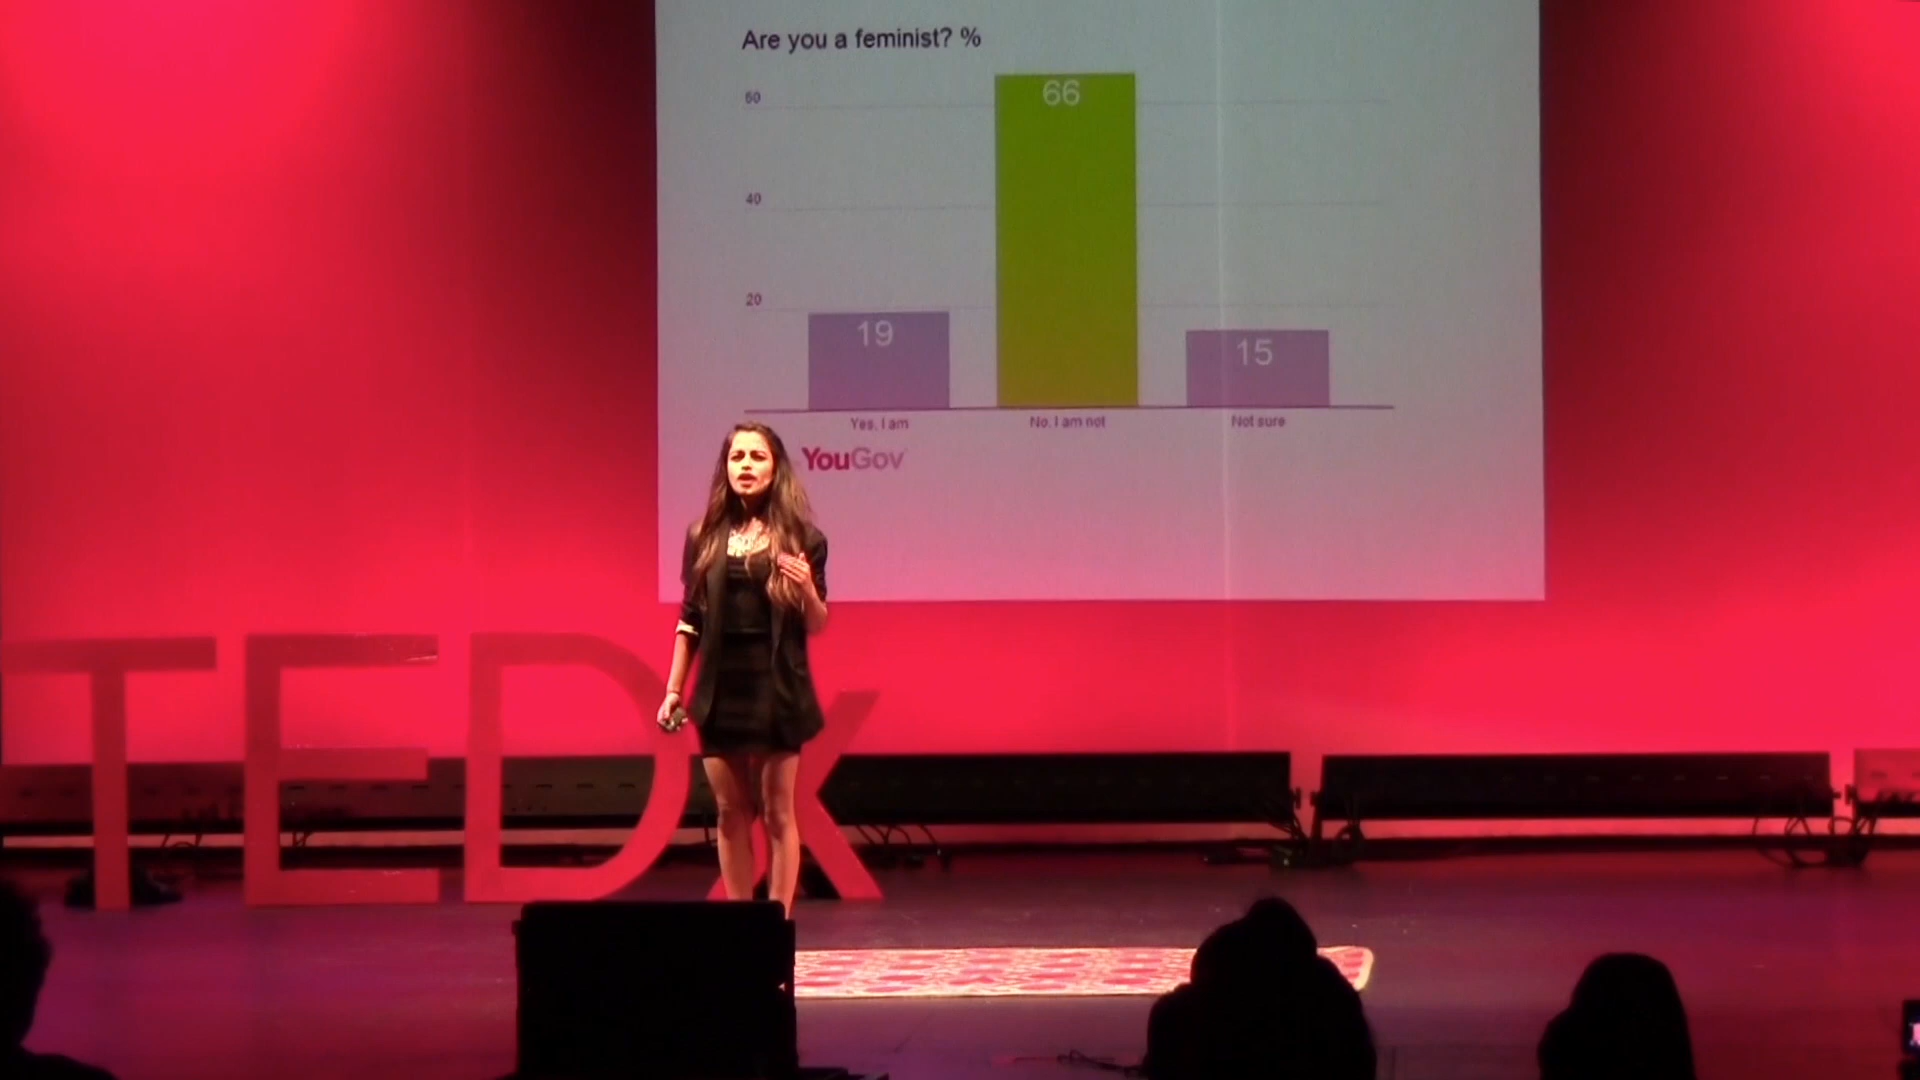 Are you a feminist? %
60
66
40
20
19
15
Yes, I am
No, I am not
Not sure
YouGov
TEDx